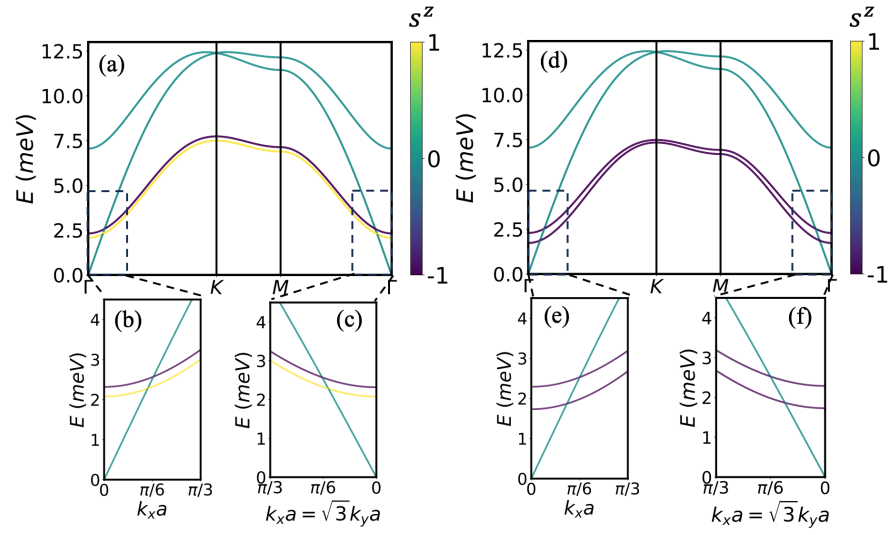 s^z
s^z
(a)
(d)
12.5
10.0
7.5
5.0
2.5
0.0
E (meV)
Γ
K
M
Γ
1
0
-1
12.5
10.0
7.5
5.0
2.5
0.0
E (meV)
Γ
K
M
Γ
1
0
-1
(b)
4
3
2
1
0
E (meV)
0
π/6
π/3
k_x a
(c)
4
3
2
1
0
E (meV)
π/3
π/6
0
k_x a = √3 k_y a
(e)
4
3
2
1
0
E (meV)
0
π/6
π/3
k_x a
(f)
4
3
2
1
0
E (meV)
π/3
π/6
0
k_x a = √3 k_y a